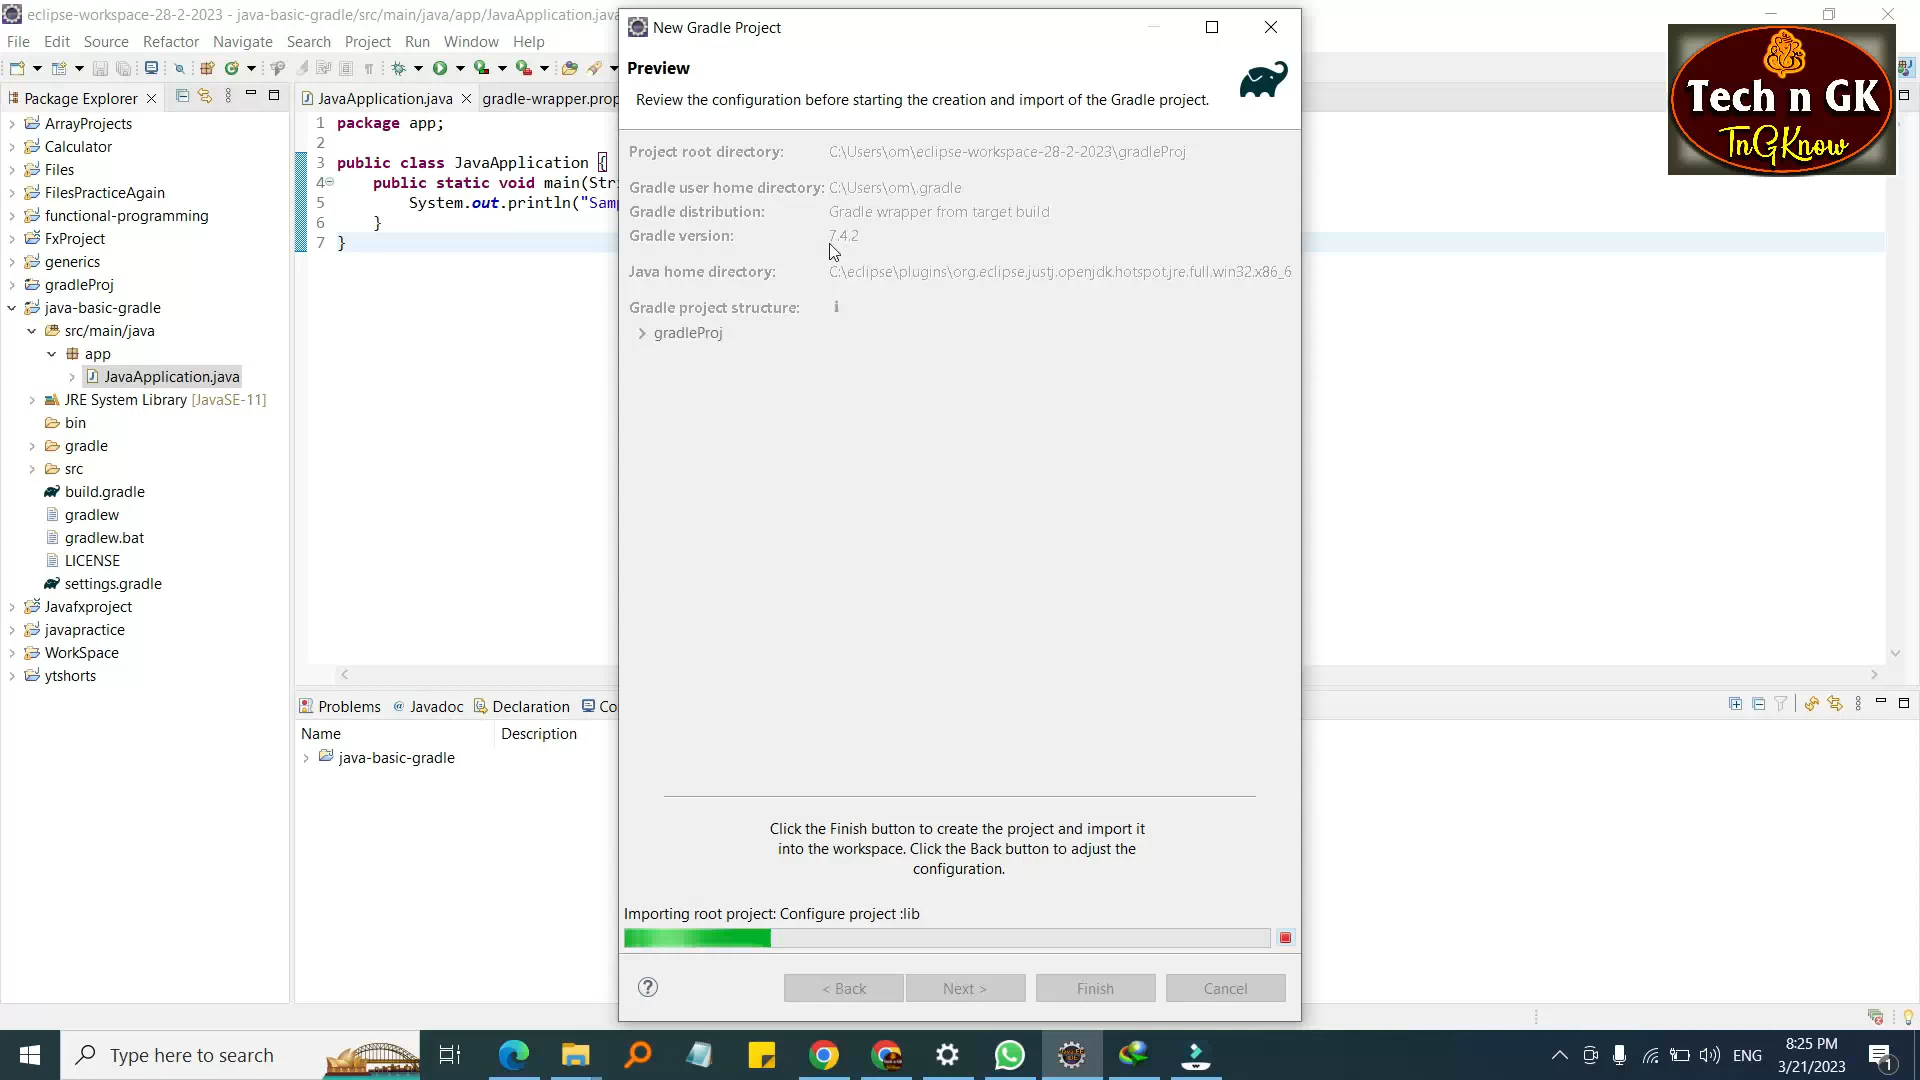 eclipse-workspace-28-2-2023 - java-basic-gradle/src/main/java/app/JavaApplication.java
File Edit Source Refactor Navigate Search Project Run Window Help
Package Explorer
ArrayProjects
Calculator
Files
FilesPracticeAgain
functional-programming
FxProject
generics
gradleProj
java-basic-gradle
src/main/java
app
JavaApplication.java
JRE System Library [JavaSE-11]
bin
gradle
src
build.gradle
gradlew
gradlew.bat
LICENSE
settings.gradle
Javafxproject
javapractice
WorkSpace
ytshorts
JavaApplication.java gradle-wrapper.prop
1 package app;
2
3 public class JavaApplication {
4 public static void main(Stri
5 System.out.println("Samp
6 }
7 }
Problems Javadoc Declaration Co
Name Description
java-basic-gradle
New Gradle Project
Preview
Review the configuration before starting the creation and import of the Gradle project.
Project root directory: C:\Users\om\eclipse-workspace-28-2-2023\gradleProj
Gradle user home directory: C:\Users\om\.gradle
Gradle distribution: Gradle wrapper from target build
Gradle version: 7.4.2
Java home directory: C:\eclipse\plugins\org.eclipse.justj.openjdk.hotspot.jre.full.win32.x86_6
Gradle project structure:
gradleProj
Click the Finish button to create the project and import it
into the workspace. Click the Back button to adjust the
configuration.
Importing root project: Configure project :lib
< Back Next > Finish Cancel
Tech n GK
TnGKnow
Type here to search
ENG
8:25 PM
3/21/2023
1